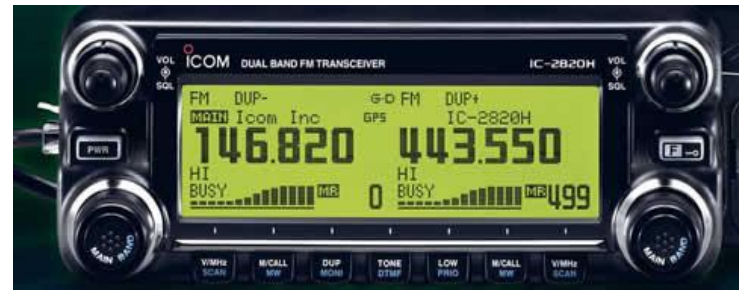 VOL ICOM DUAL BAND FM TRANSCEIVER IC-2820H VOL
SQL SQL
FM DUP- G-D FM DUP+
MAIN Icom Inc GPS IC-2820H
146.820 443.550
PWR F
HI HI
BUSY MR 0 BUSY MR 499
MAIN BAND MAIN BAND
V/MHz M/CALL DUP TONE LOW M/CALL V/MHz
SCAN MW MONI DTMF PRIO MW SCAN